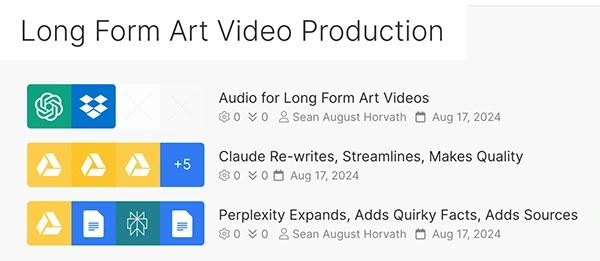 Long Form Art Video Production
Audio for Long Form Art Videos
0 0 Sean August Horvath Aug 17, 2024
+5
Claude Re-writes, Streamlines, Makes Quality
0 0 Aug 17, 2024
Perplexity Expands, Adds Quirky Facts, Adds Sources
0 0 Sean August Horvath Aug 17, 2024